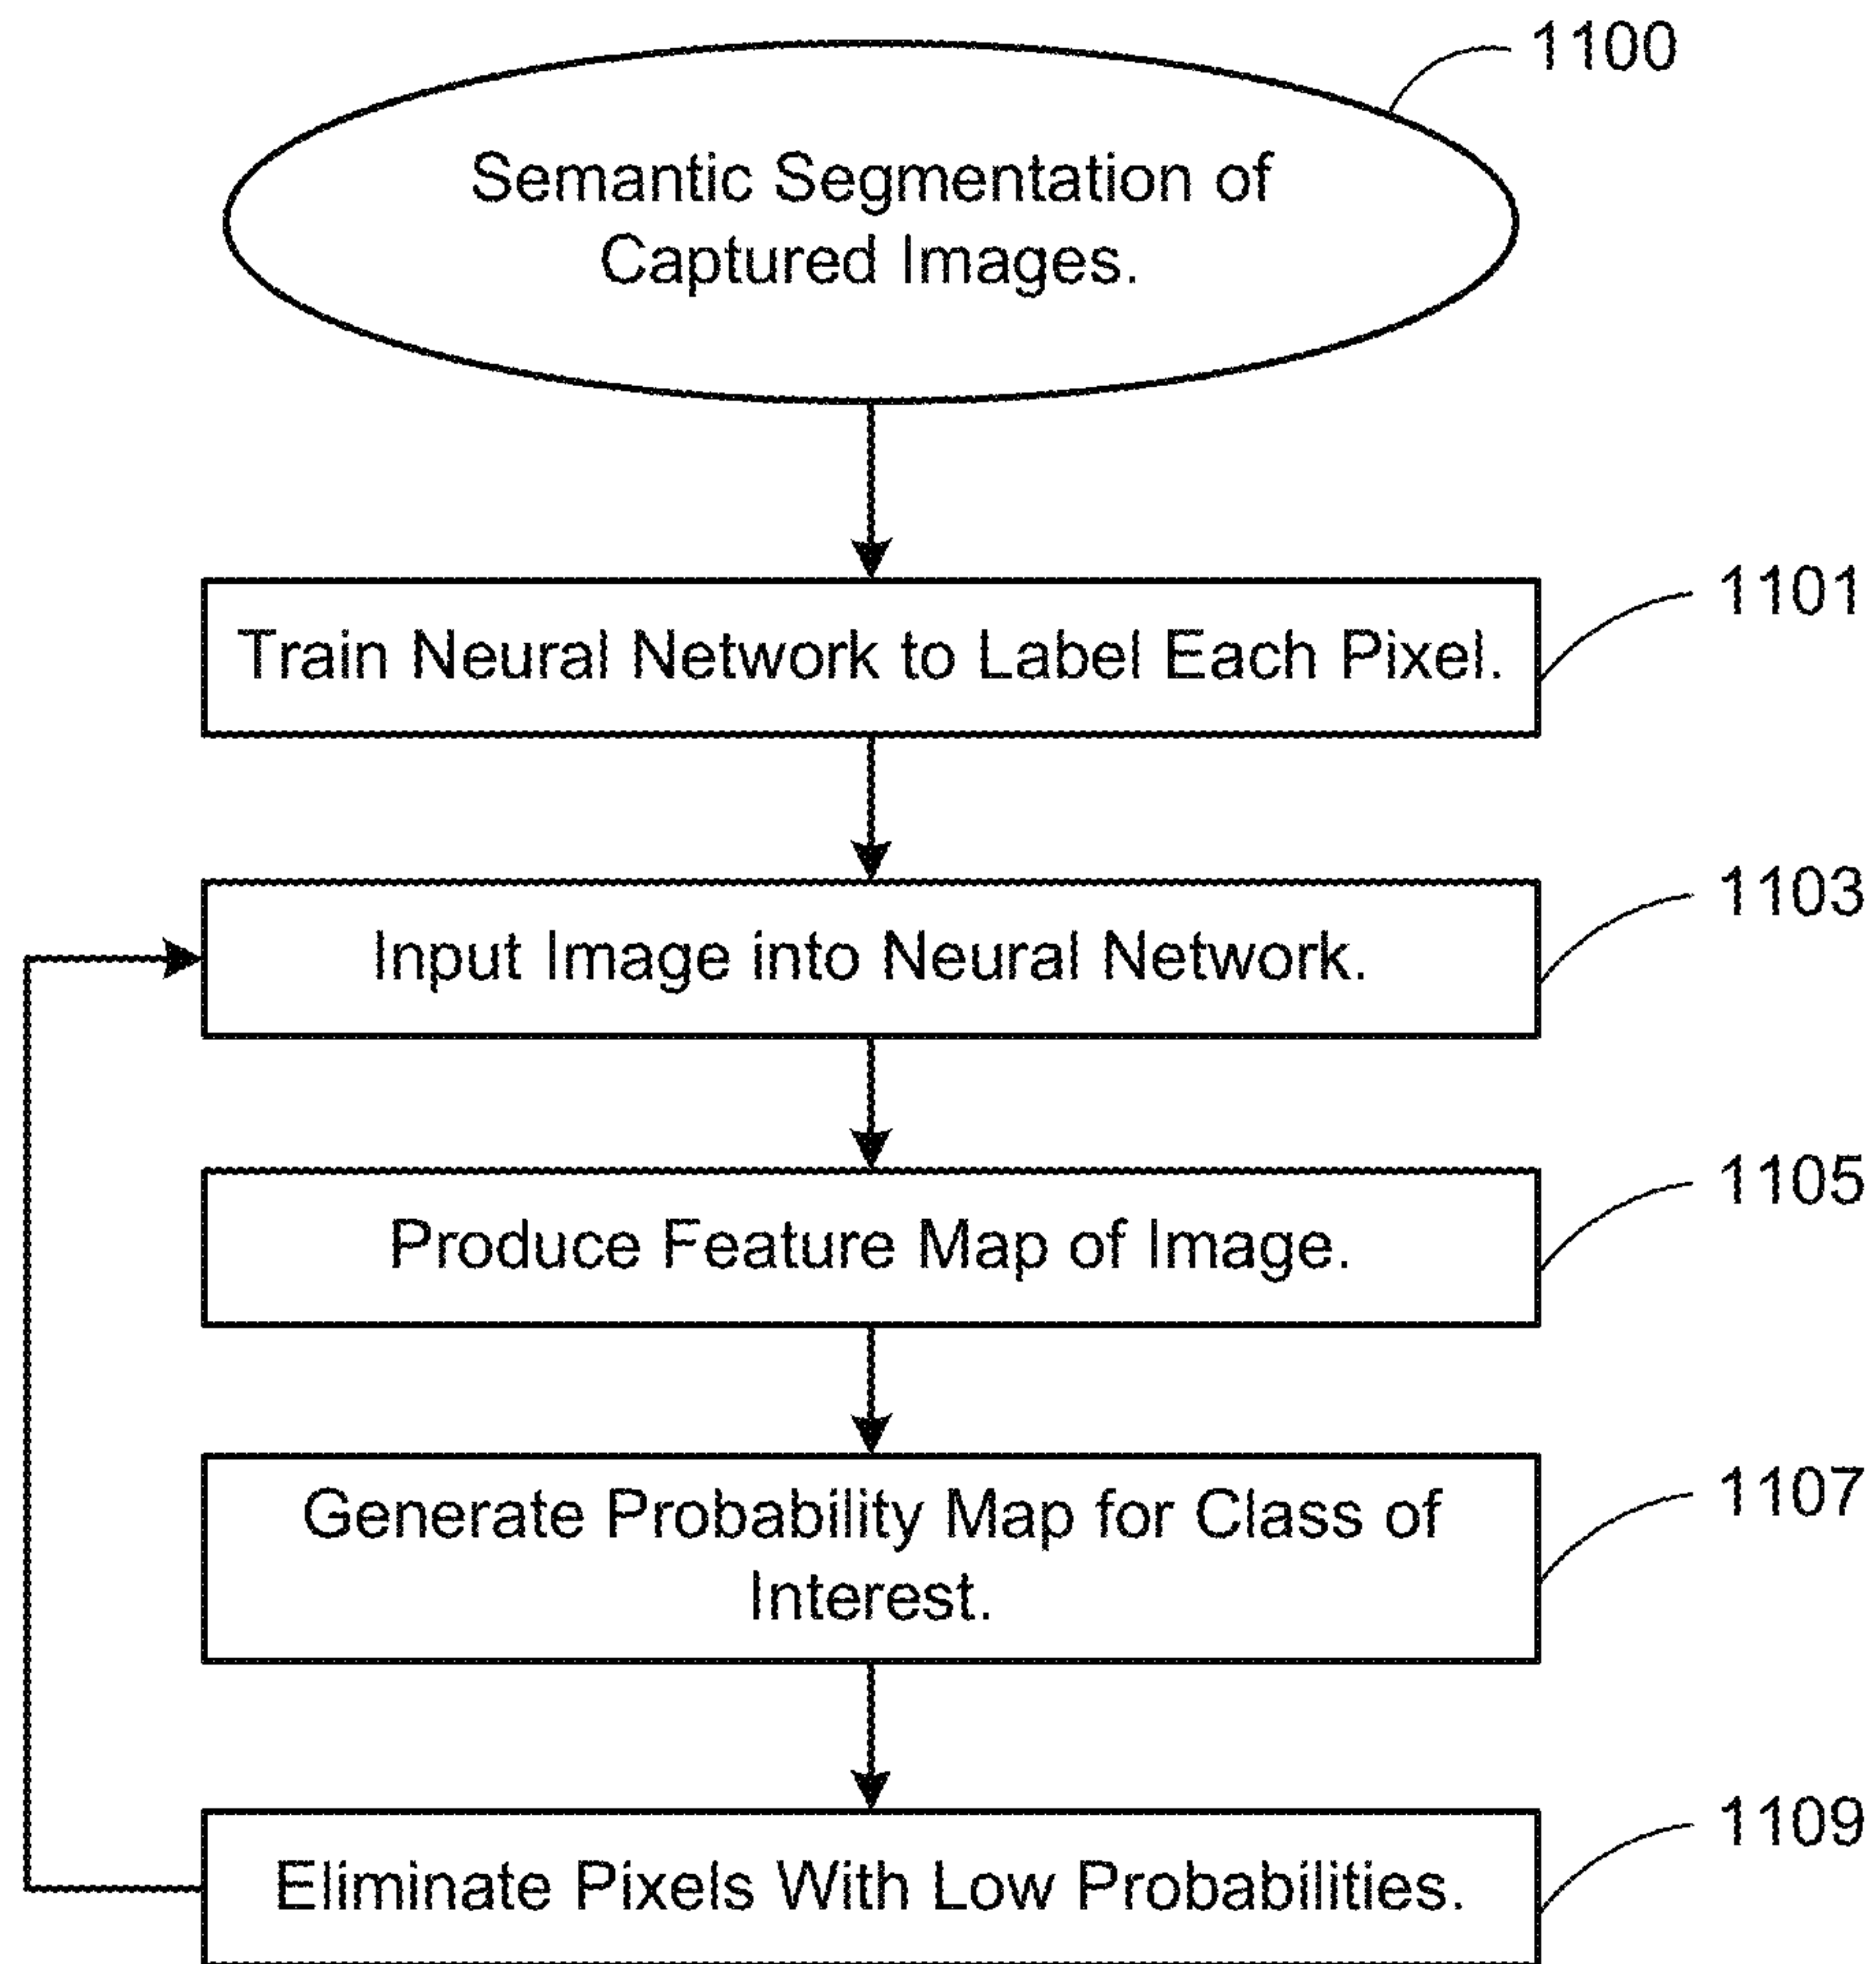 1100
Semantic Segmentation of
Captured Images.
1101
Train Neural Network to Label Each Pixel.
1103
Input Image into Neural Network.
1105
Produce Feature Map of Image.
1107
Generate Probability Map for Class of
Interest.
1109
Eliminate Pixels With Low Probabilities.